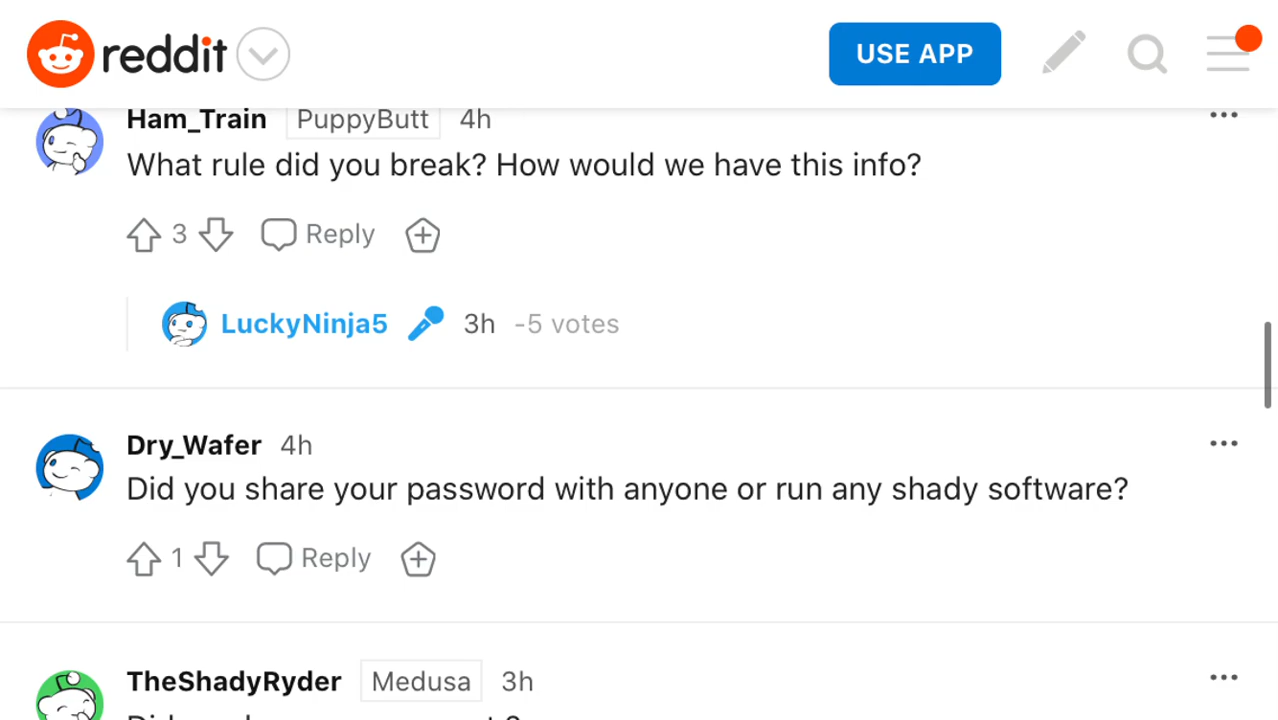 reddit
USE APP
Ham_Train PuppyButt 4h
What rule did you break? How would we have this info?
3 Reply
LuckyNinja5 3h -5 votes
Dry_Wafer 4h
Did you share your password with anyone or run any shady software?
1 Reply
TheShadyRyder Medusa 3h